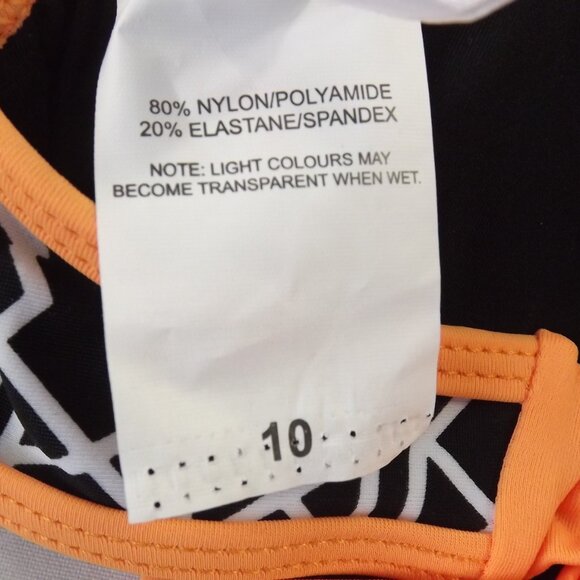 80% NYLON/POLYAMIDE
20% ELASTANE/SPANDEX
NOTE: LIGHT COLOURS MAY
BECOME TRANSPARENT WHEN WET.
10